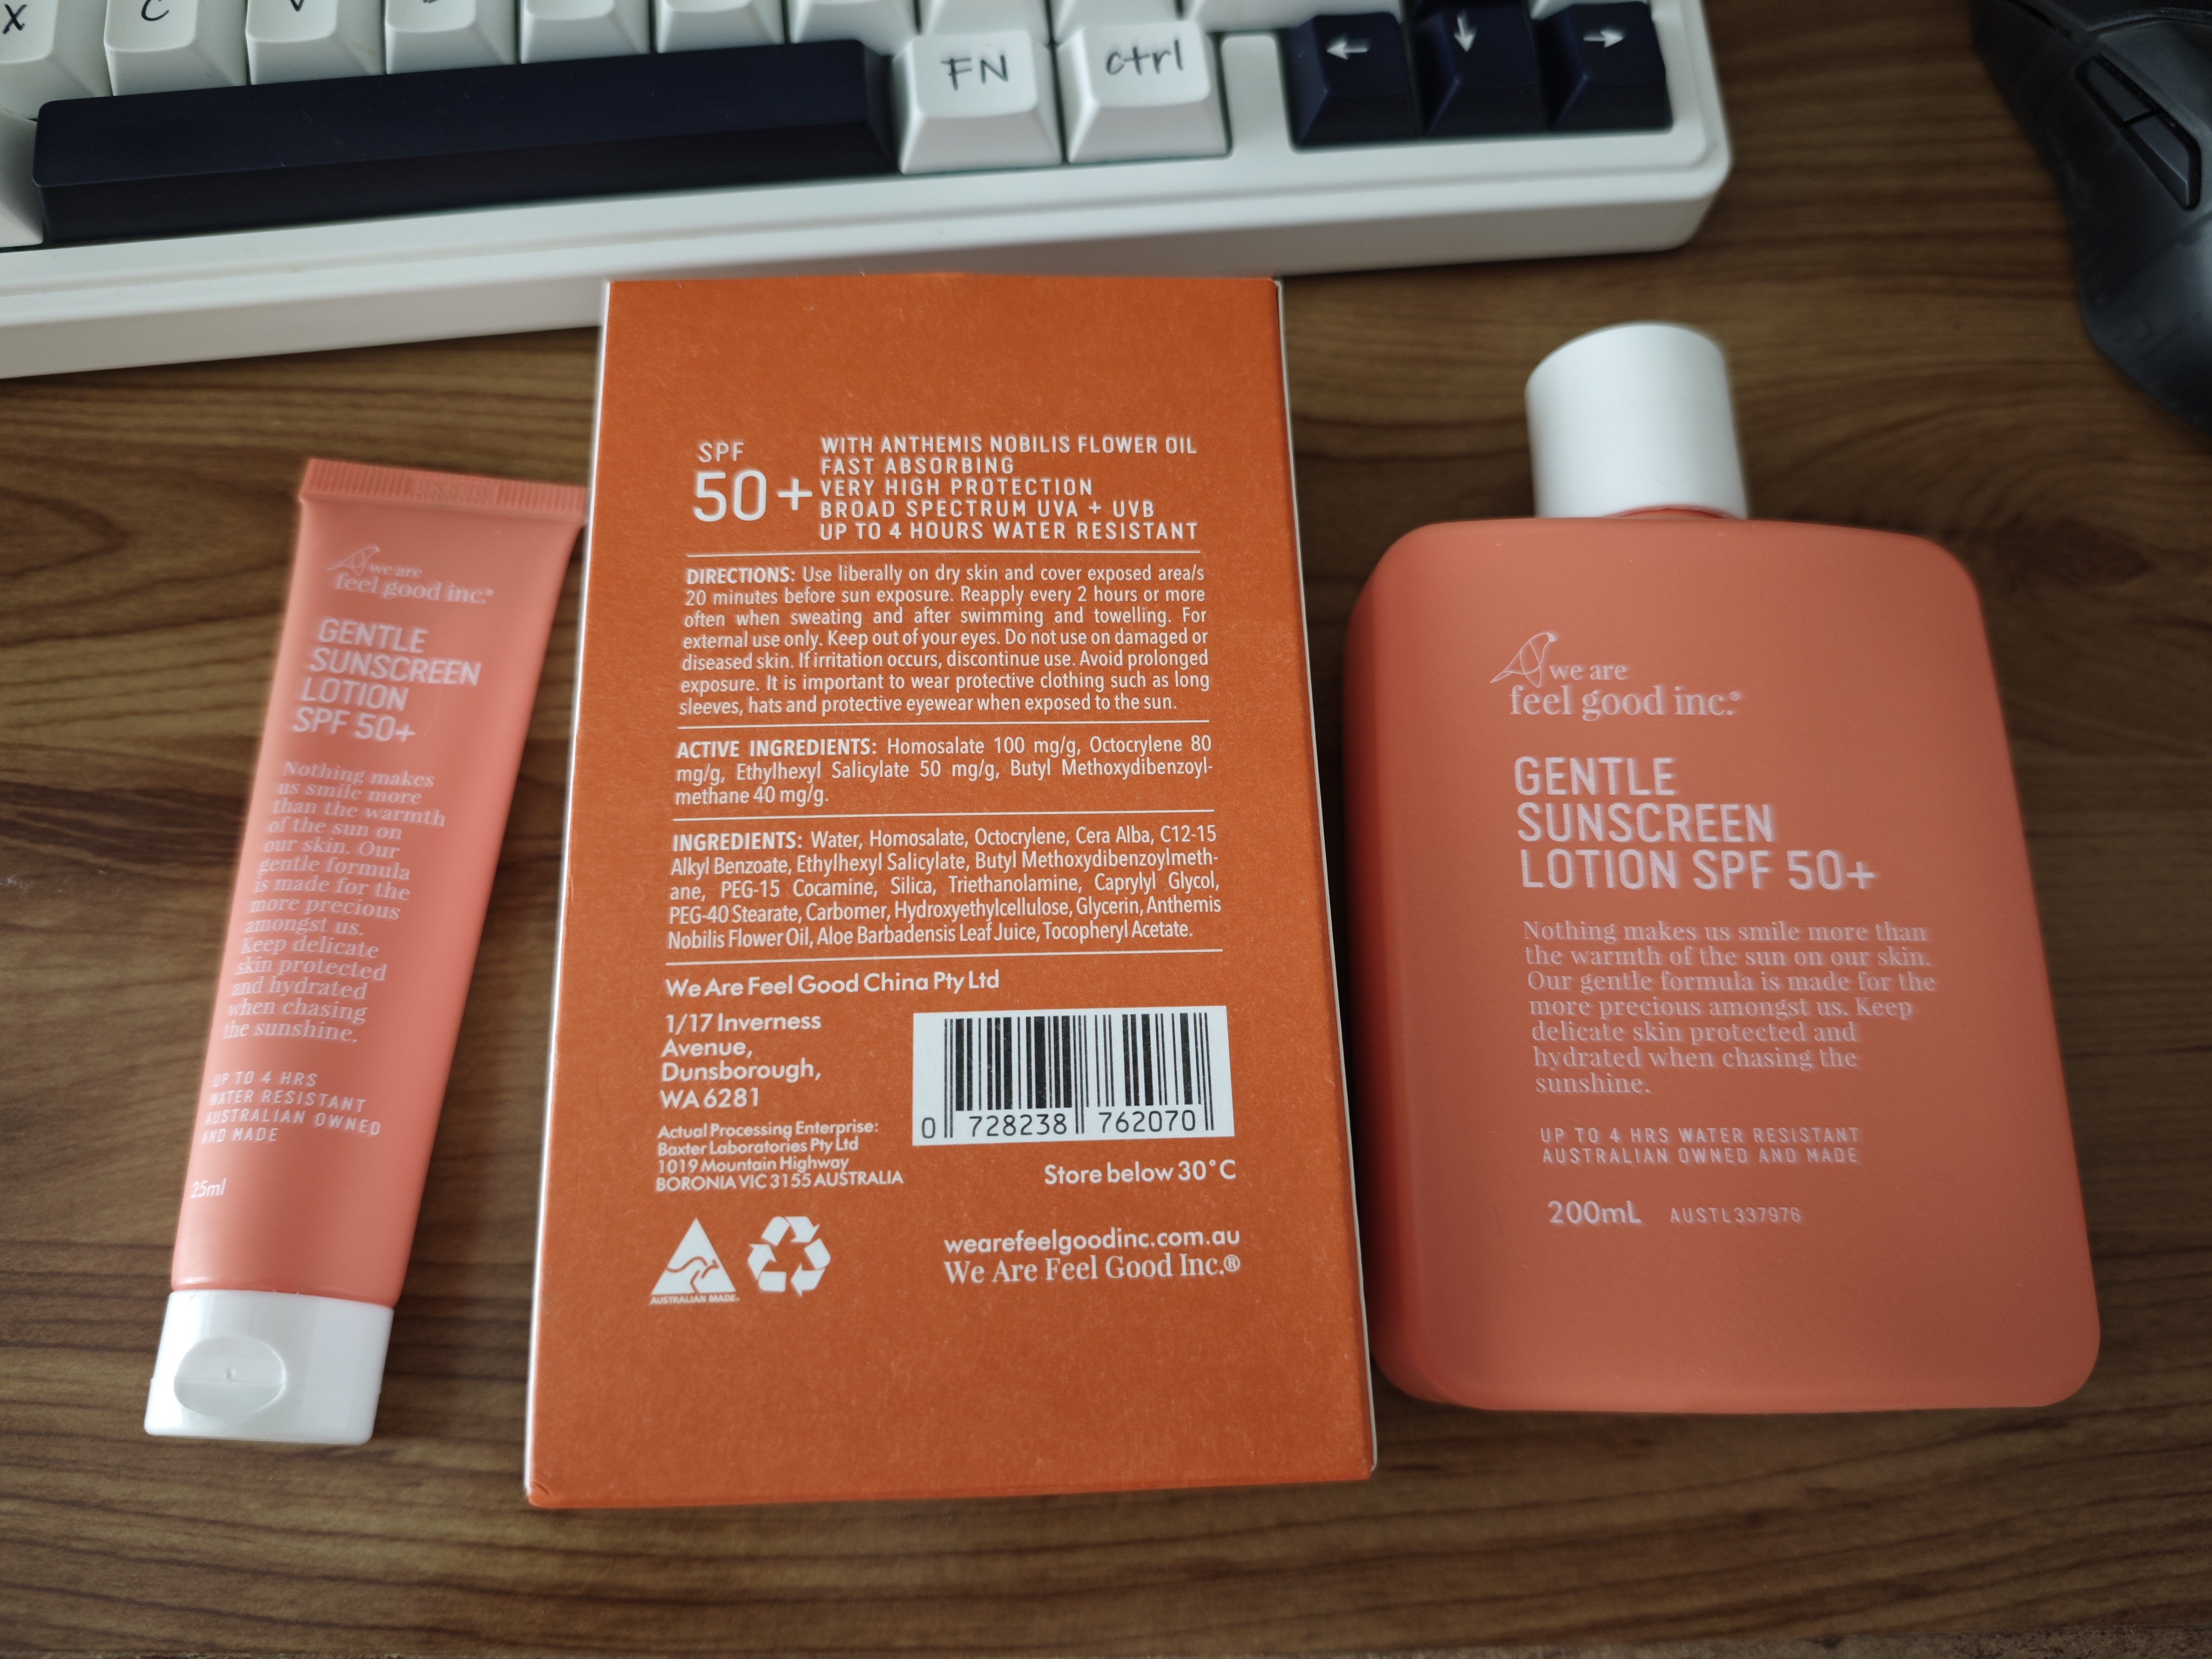 X
C
V
FN
ctrl
←
↓
→
we are
feel good inc.®
GENTLE
SUNSCREEN
LOTION
SPF 50+
Nothing makes
us smile more
than the warmth
of the sun on
our skin. Our
gentle formula
is made for the
more precious
amongst us.
Keep delicate
skin protected
and hydrated
when chasing
the sunshine.
UP TO 4 HRS
WATER RESISTANT
AUSTRALIAN OWNED
AND MADE
25ml
SPF
50+
WITH ANTHEMIS NOBILIS FLOWER OIL
FAST ABSORBING
VERY HIGH PROTECTION
BROAD SPECTRUM UVA + UVB
UP TO 4 HOURS WATER RESISTANT
DIRECTIONS: Use liberally on dry skin and cover exposed area/s
20 minutes before sun exposure. Reapply every 2 hours or more
often when sweating and after swimming and towelling. For
external use only. Keep out of your eyes. Do not use on damaged or
diseased skin. If irritation occurs, discontinue use. Avoid prolonged
exposure. It is important to wear protective clothing such as long
sleeves, hats and protective eyewear when exposed to the sun.
ACTIVE INGREDIENTS: Homosalate 100 mg/g, Octocrylene 80
mg/g, Ethylhexyl Salicylate 50 mg/g, Butyl Methoxydibenzoyl-
methane 40 mg/g.
INGREDIENTS: Water, Homosalate, Octocrylene, Cera Alba, C12-15
Alkyl Benzoate, Ethylhexyl Salicylate, Butyl Methoxydibenzoylmeth-
ane, PEG-15 Cocamine, Silica, Triethanolamine, Caprylyl Glycol,
PEG-40 Stearate, Carbomer, Hydroxyethylcellulose, Glycerin, Anthemis
Nobilis Flower Oil, Aloe Barbadensis Leaf Juice, Tocopheryl Acetate.
We Are Feel Good China Pty Ltd
1/17 Inverness
Avenue,
Dunsborough,
WA 6281
Actual Processing Enterprise:
Baxter Laboratories Pty Ltd
1019 Mountain Highway
BORONIA VIC 3155 AUSTRALIA
0 728238 762070
Store below 30°C
AUSTRALIAN MADE
wearefeelgoodinc.com.au
We Are Feel Good Inc.®
we are
feel good inc.®
GENTLE
SUNSCREEN
LOTION SPF 50+
Nothing makes us smile more than
the warmth of the sun on our skin.
Our gentle formula is made for the
more precious amongst us. Keep
delicate skin protected and
hydrated when chasing the
sunshine.
UP TO 4 HRS WATER RESISTANT
AUSTRALIAN OWNED AND MADE
200mL AUSTL337976